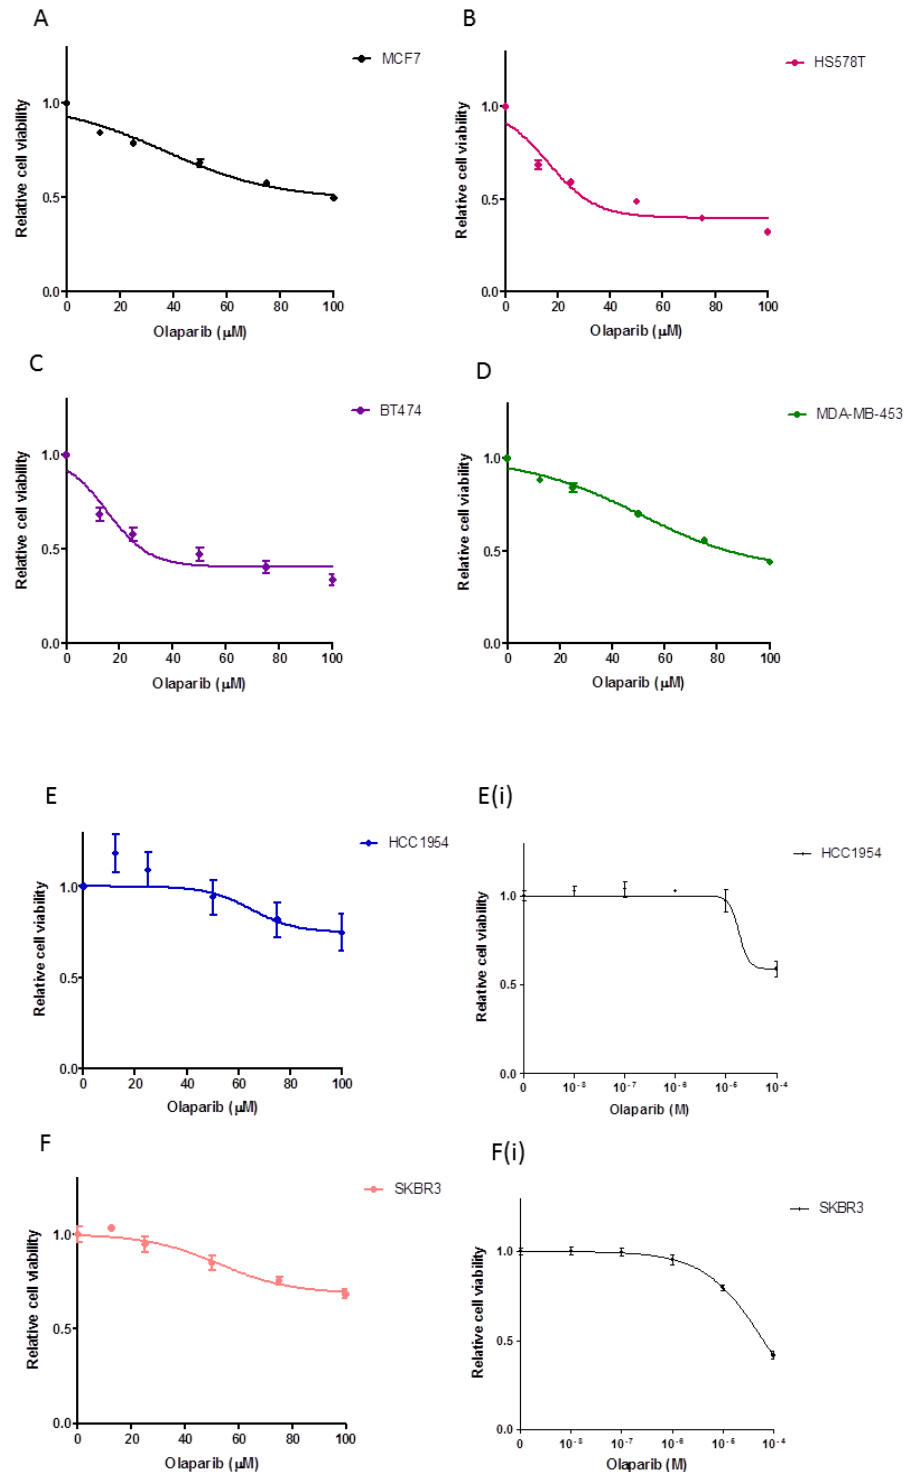 A
MCF7
Relative cell viability
1.0
0.5
0.0
0 20 40 60 80 100
Olaparib (μM)
B
HS578T
Relative cell viability
1.0
0.5
0.0
0 20 40 60 80 100
Olaparib (μM)
C
BT474
Relative cell viability
1.0
0.5
0.0
0 20 40 60 80 100
Olaparib (μM)
D
MDA-MB-453
Relative cell viability
1.0
0.5
0.0
0 20 40 60 80 100
Olaparib (μM)
E
HCC1954
Relative cell viability
1.0
0.5
0.0
0 20 40 60 80 100
Olaparib (μM)
E(i)
HCC1954
Relative cell viability
1.0
0.5
0.0
0 10⁻⁸ 10⁻⁷ 10⁻⁶ 10⁻⁵ 10⁻⁴
Olaparib (M)
F
SKBR3
Relative cell viability
1.0
0.5
0.0
0 20 40 60 80 100
Olaparib (μM)
F(i)
SKBR3
Relative cell viability
1.0
0.5
0.0
0 10⁻⁸ 10⁻⁷ 10⁻⁶ 10⁻⁵ 10⁻⁴
Olaparib (M)